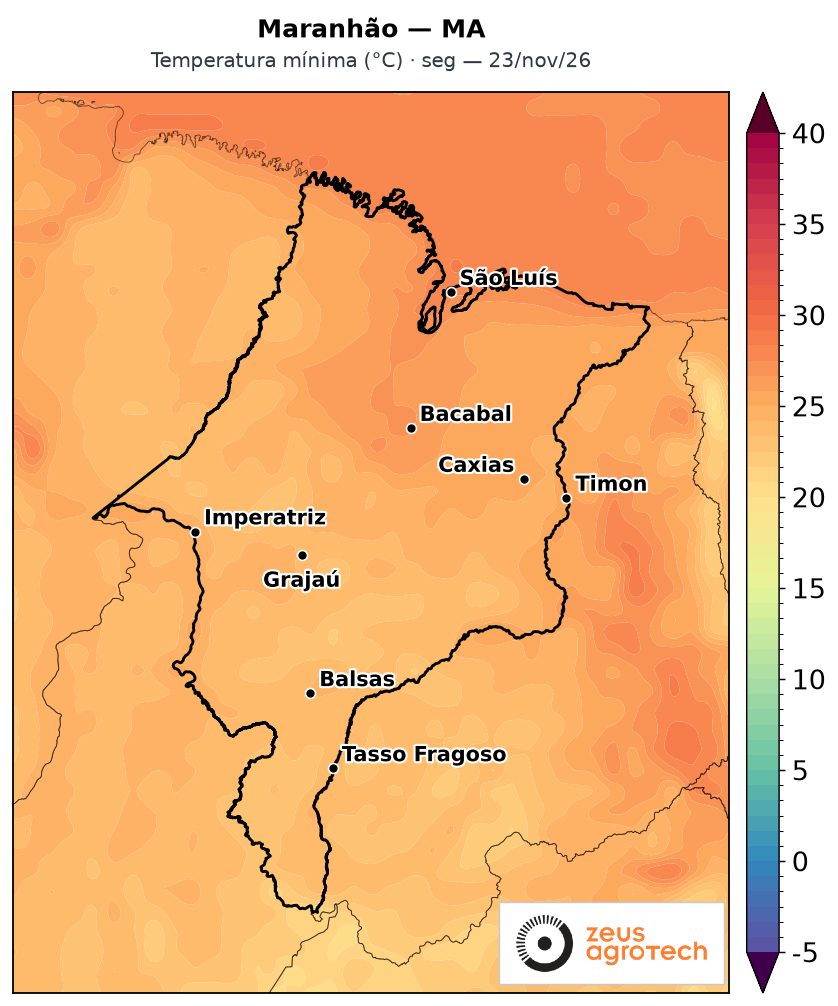 Maranhão — MA
Temperatura mínima (°C) · seg — 23/nov/26
40
35
30
25
20
15
10
5
0
-5
São Luís
Bacabal
Caxias
Timon
Imperatriz
Grajaú
Balsas
Tasso Fragoso
zeus
agrotech